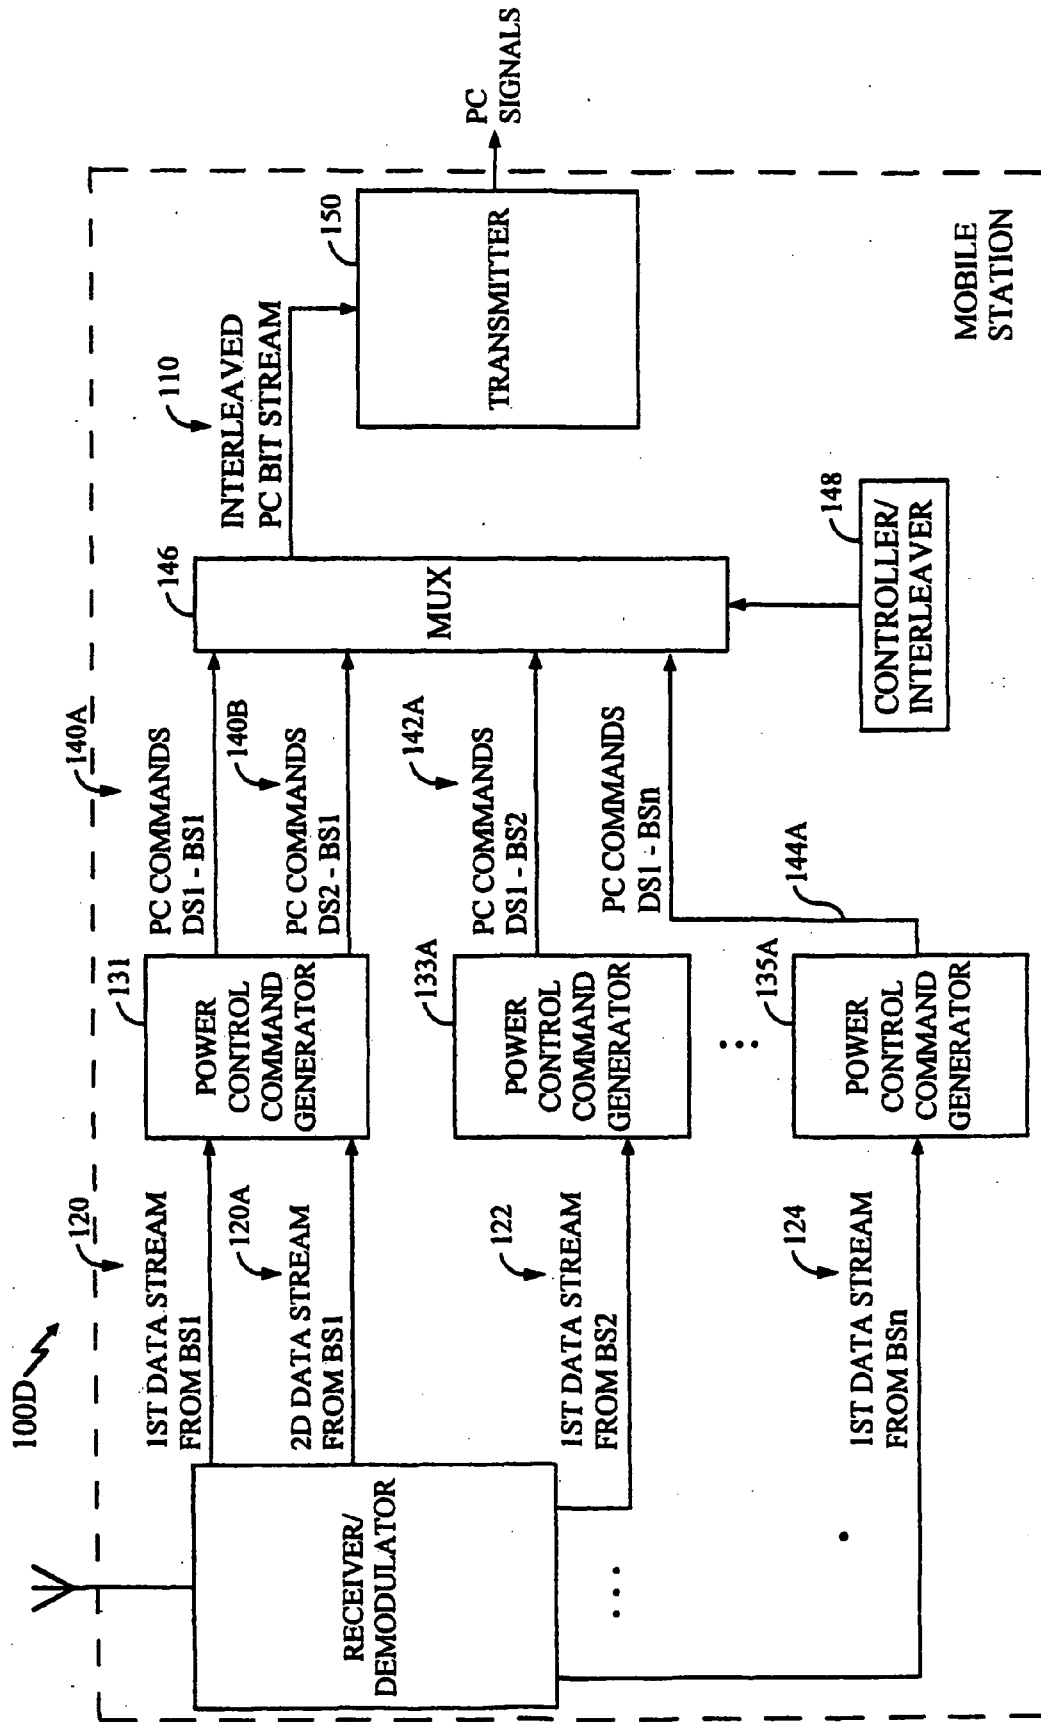 100D
120
1ST DATA STREAM
FROM BS1
120A
2D DATA STREAM
FROM BS1
122
1ST DATA STREAM
FROM BS2
124
1ST DATA STREAM
FROM BSn
RECEIVER/
DEMODULATOR
131
POWER
CONTROL
COMMAND
GENERATOR
133A
POWER
CONTROL
COMMAND
GENERATOR
135A
POWER
CONTROL
COMMAND
GENERATOR
140A
PC COMMANDS
DS1 - BS1
140B
PC COMMANDS
DS2 - BS1
142A
PC COMMANDS
DS1 - BS2
PC COMMANDS
DS1 - BSn
144A
146
MUX
148
CONTROLLER/
INTERLEAVER
110
INTERLEAVED
PC BIT STREAM
150
TRANSMITTER
PC
SIGNALS
MOBILE
STATION